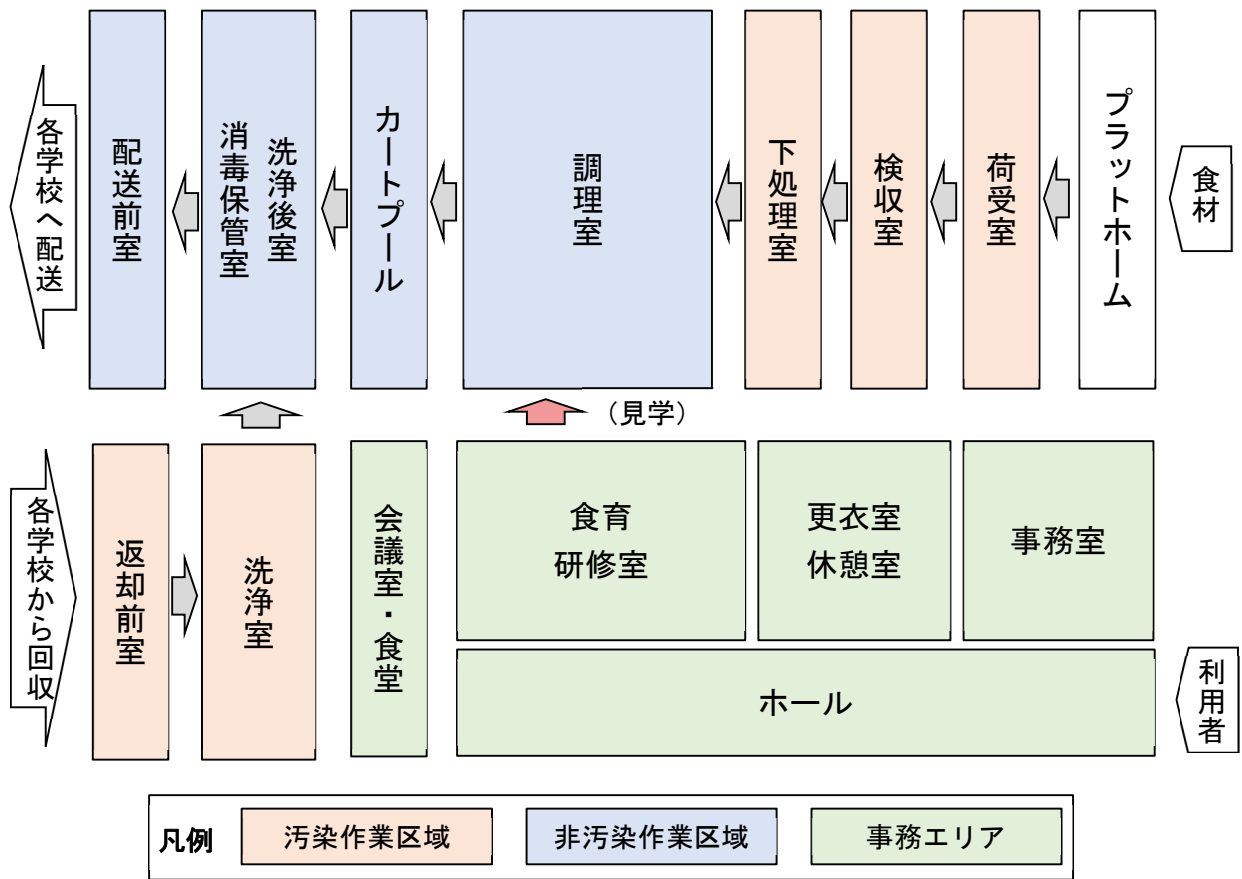 各学校へ配送
配送前室
消毒保管室
洗浄後室
カートプール
調理室
下処理室
検収室
荷受室
プラットホーム
食材
（見学）
各学校から回収
返却前室
洗浄室
会議室・食堂
食育
研修室
更衣室
休憩室
事務室
ホール
利用者
凡例
汚染作業区域
非汚染作業区域
事務エリア